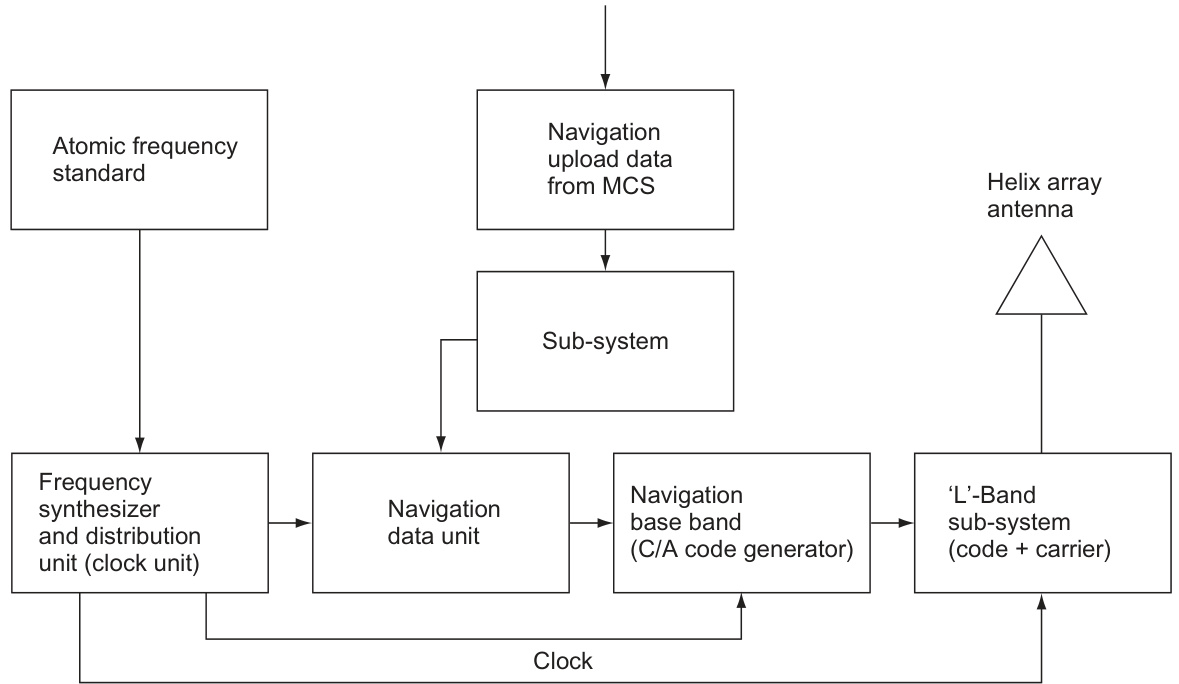 Atomic frequency
standard
Navigation
upload data
from MCS
Helix array
antenna
Sub-system
Frequency
synthesizer
and distribution
unit (clock unit)
Navigation
data unit
Navigation
base band
(C/A code generator)
‘L’-Band
sub-system
(code + carrier)
Clock